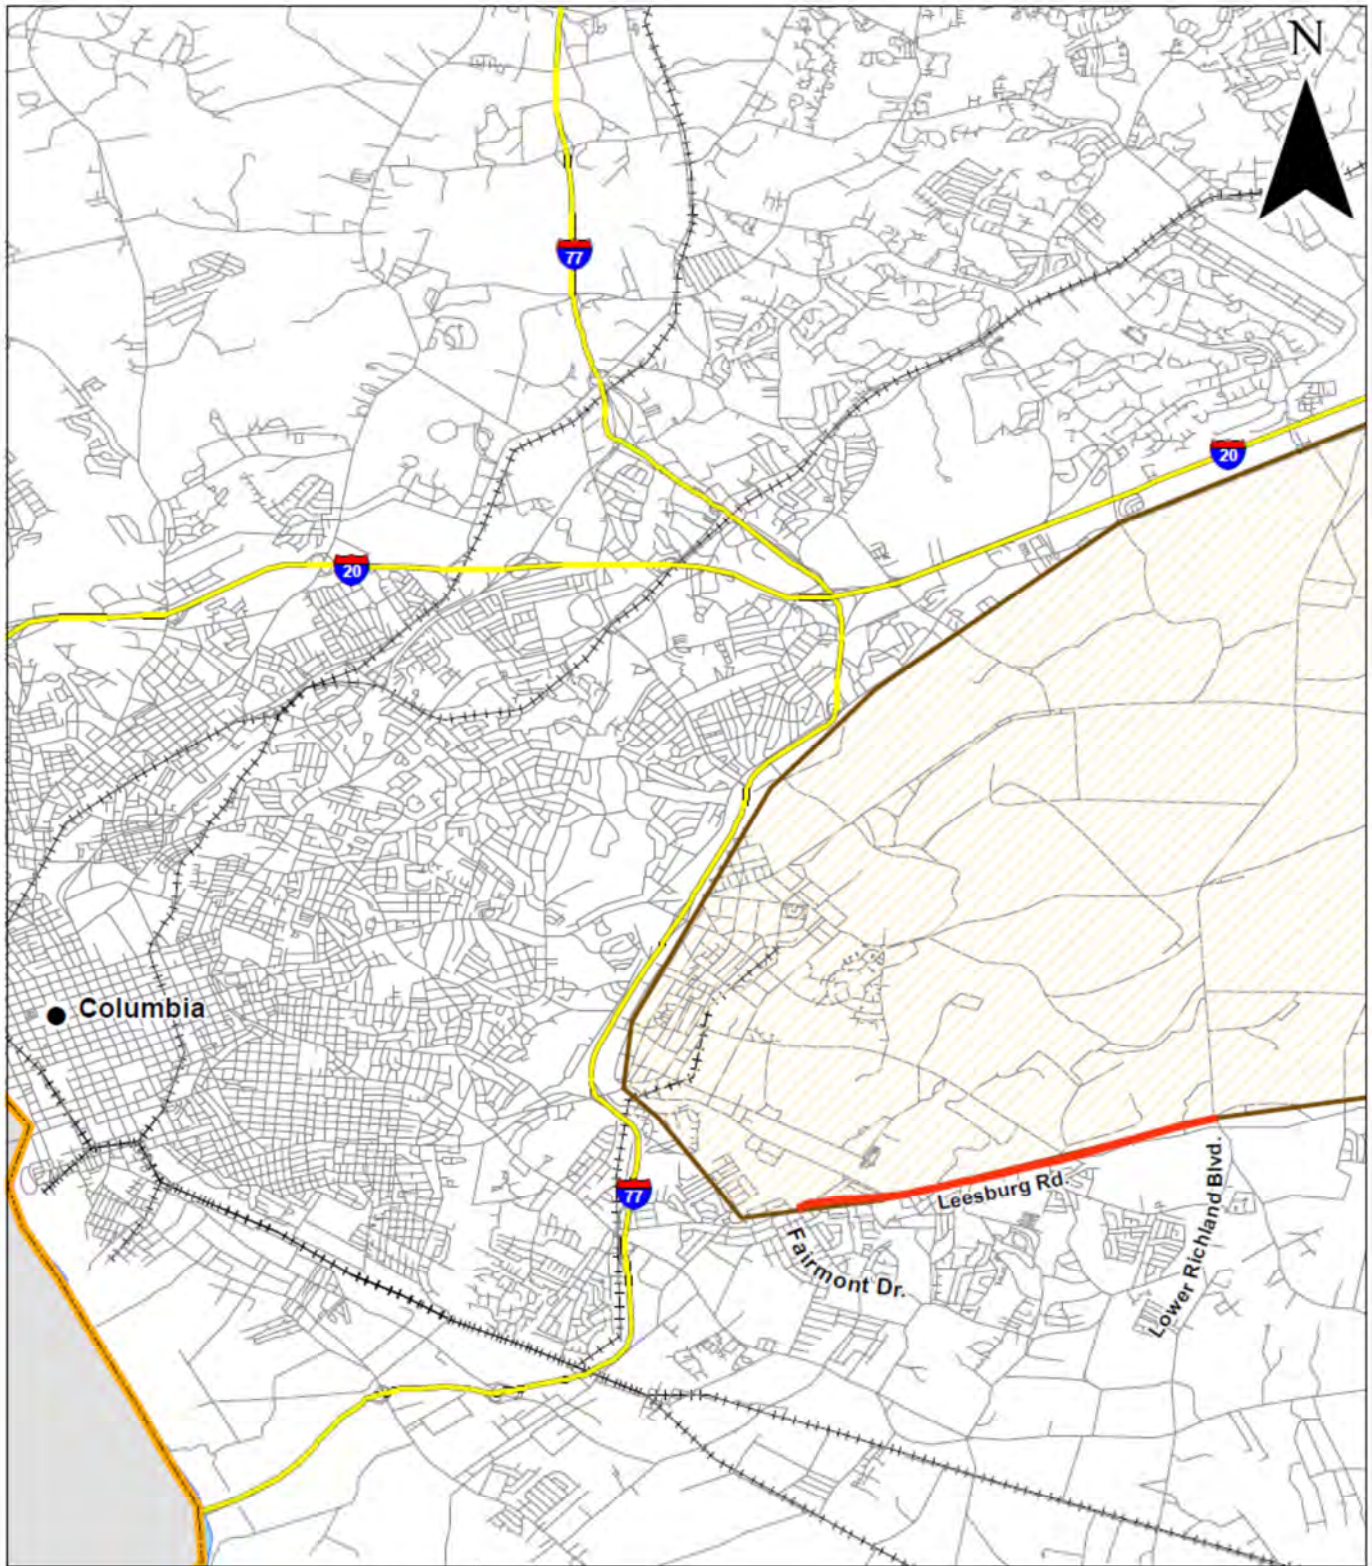 N
77
20
20
Columbia
77
Leesburg Rd.
Fairmont Dr.
Lower Richland Blvd.